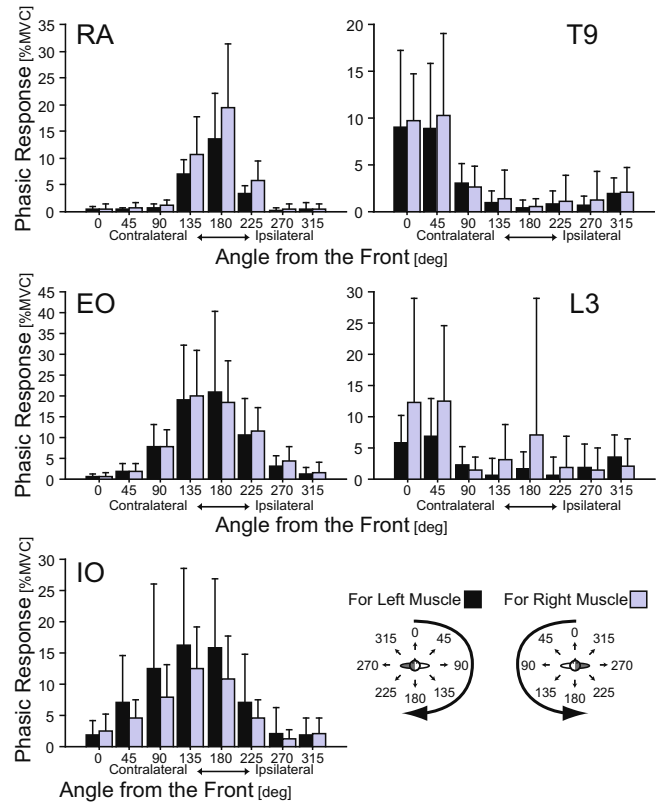 RA
Phasic Response [%MVC]
35
30
25
20
15
10
5
0
0 45 90 135 180 225 270 315
Contralateral Ipsilateral
T9
20
15
10
5
0
0 45 90 135 180 225 270 315
Contralateral Ipsilateral
Angle from the Front [deg]
EO
Phasic Response [%MVC]
45
40
35
30
25
20
15
10
5
0
0 45 90 135 180 225 270 315
Contralateral Ipsilateral
L3
30
25
20
15
10
5
0
0 45 90 135 180 225 270 315
Contralateral Ipsilateral
Angle from the Front [deg]
IO
Phasic Response [%MVC]
30
25
20
15
10
5
0
0 45 90 135 180 225 270 315
Contralateral Ipsilateral
Angle from the Front [deg]
For Left Muscle
0
315 45
270 90
225 135
180
For Right Muscle
0
45 315
90 270
135 225
180